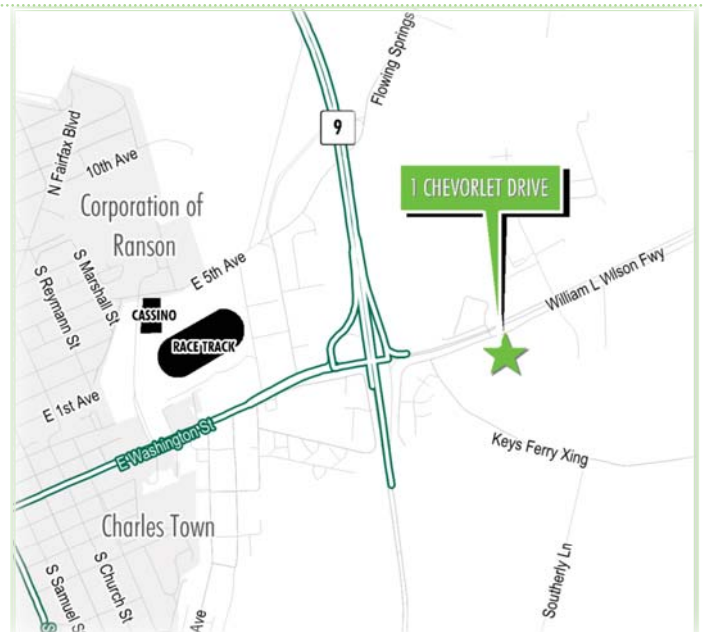 Flowing Springs
9
N Fairfax Blvd
10th Ave
1 CHEVORLET DRIVE
Corporation of
Ranson
E 5th Ave
S Marshall St
S Reymann St
William L Wilson Fwy
CASSINO
RACE TRACK
E 1st Ave
E Washington St
Keys Ferry Xing
Charles Town
S Church St
S Samuel S
Southerly Ln
Ave
S